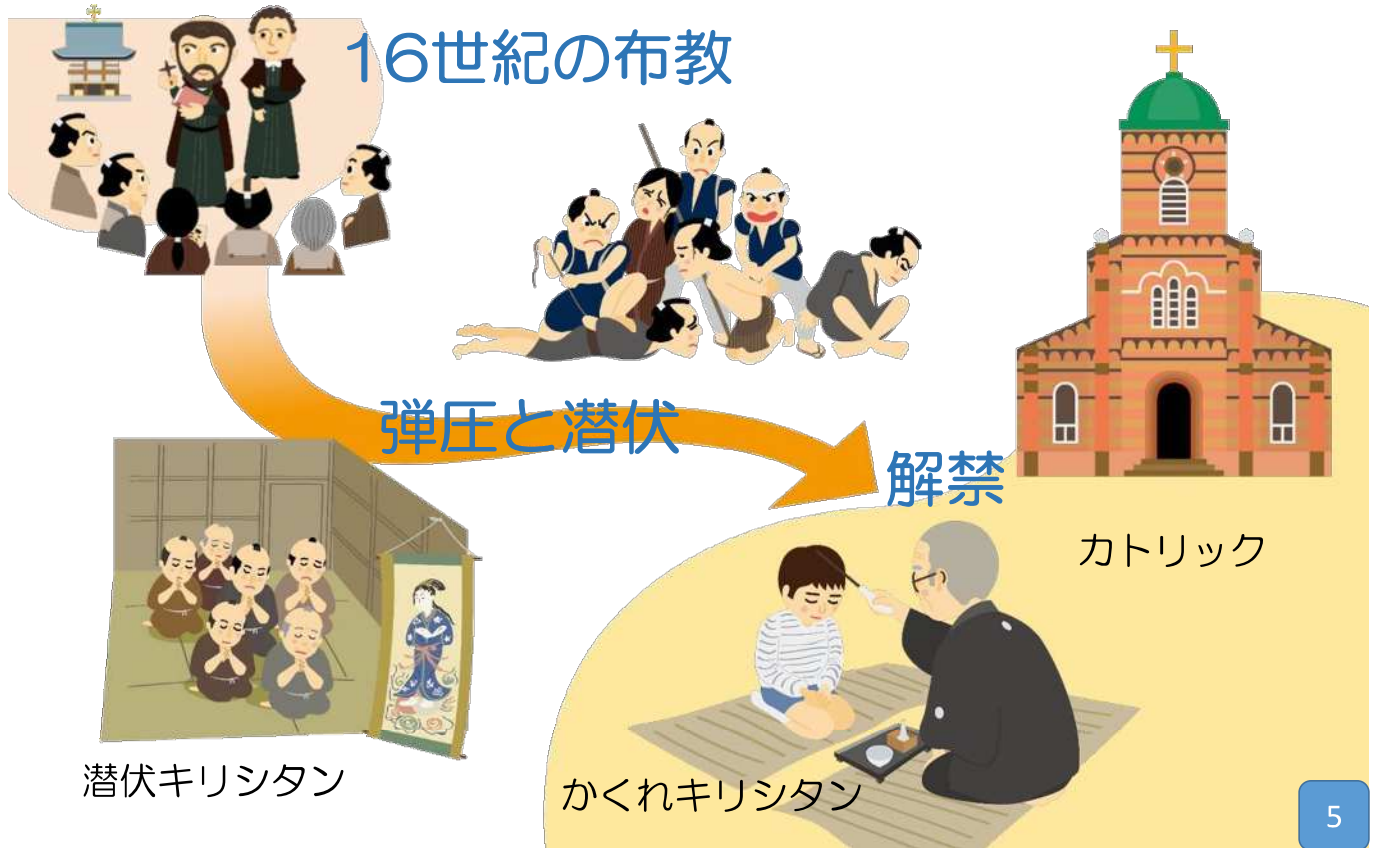 16世紀の布教
弾圧と潜伏
解禁
カトリック
潜伏キリシタン
かくれキリシタン
5